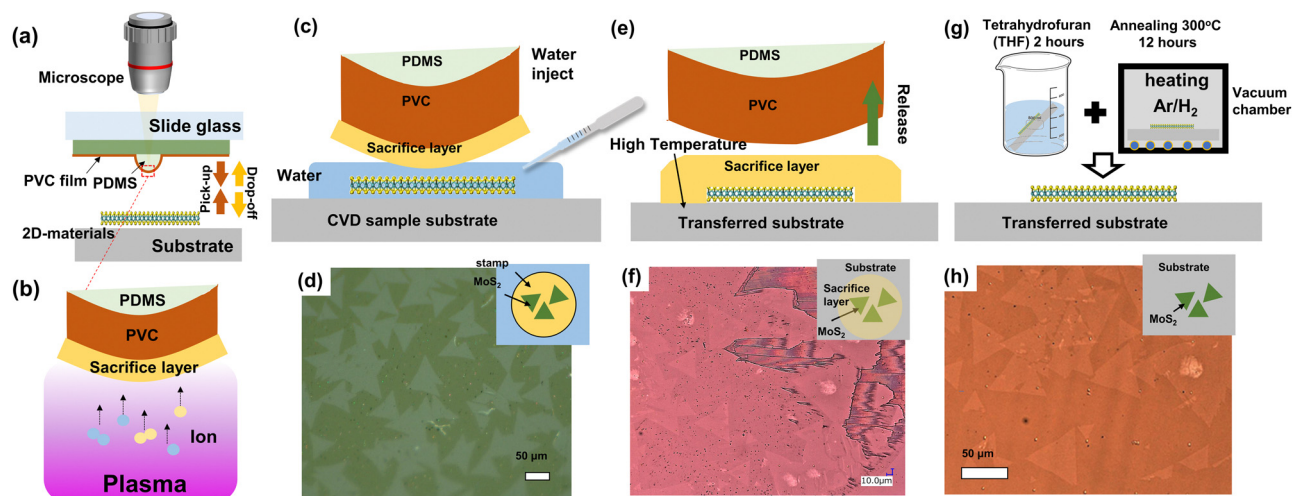 (a)
Microscope
Slide glass
PVC film
PDMS
Pick-up
Drop-off
2D-materials
Substrate
(b)
PDMS
PVC
Sacrifice layer
Ion
Plasma
(c)
PDMS
Water
inject
PVC
Sacrifice layer
Water
CVD sample substrate
(d)
stamp
MoS₂
50 μm
(e)
PDMS
PVC
Release
High Temperature
Sacrifice layer
Transferred substrate
(f)
Substrate
Sacrifice
layer
MoS₂
10.0μm
(g)
Tetrahydrofuran
(THF) 2 hours
Annealing 300°C
12 hours
heating
Ar/H₂
Vacuum
chamber
Transferred substrate
(h)
Substrate
MoS₂
50 μm